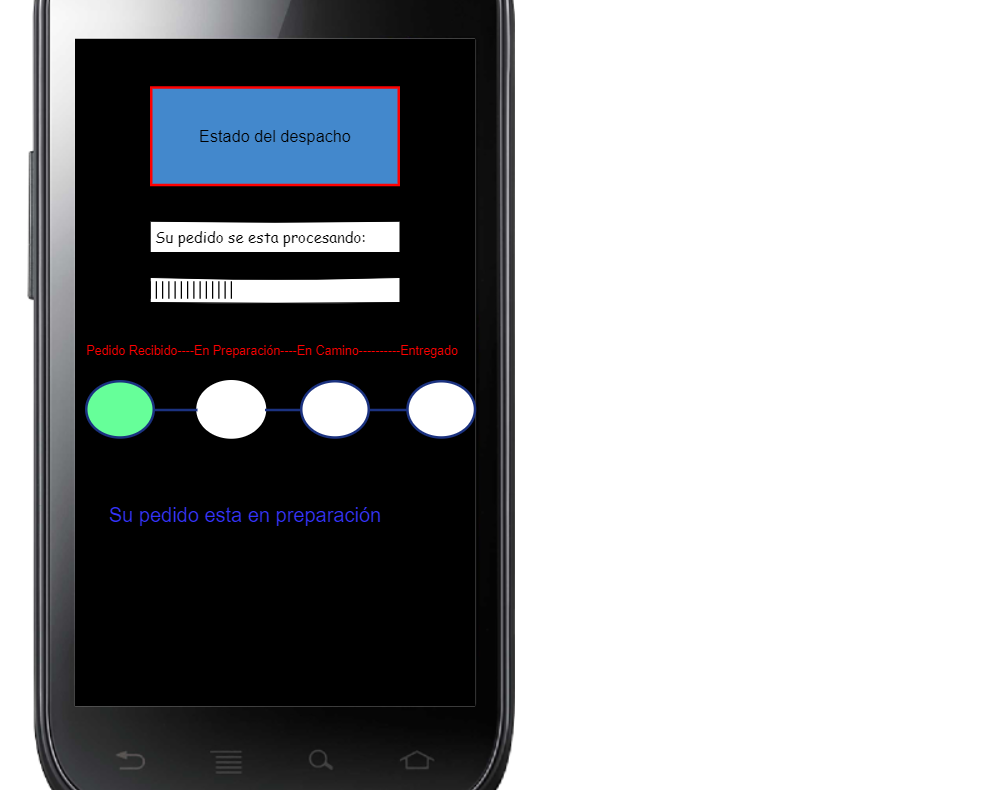 Estado del despacho
Su pedido se esta procesando:
Pedido Recibido----En Preparación----En Camino----------Entregado
Su pedido esta en preparación